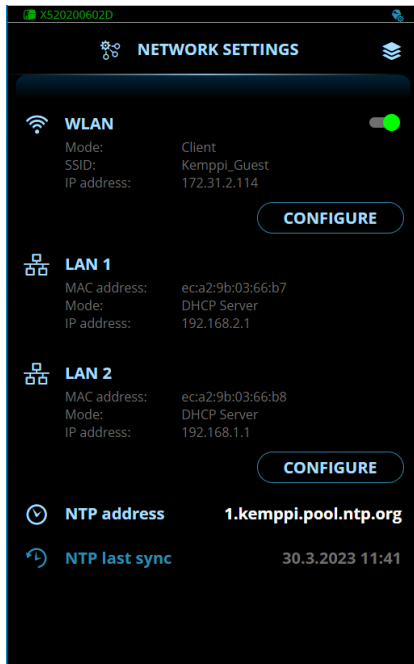 X520200602D
NETWORK SETTINGS
WLAN
Mode: Client
SSID: Kemppi_Guest
IP address: 172.31.2.114
CONFIGURE
LAN 1
MAC address: ec:a2:9b:03:66:b7
Mode: DHCP Server
IP address: 192.168.2.1
LAN 2
MAC address: ec:a2:9b:03:66:b8
Mode: DHCP Server
IP address: 192.168.1.1
CONFIGURE
NTP address 1.kemppi.pool.ntp.org
NTP last sync 30.3.2023 11:41